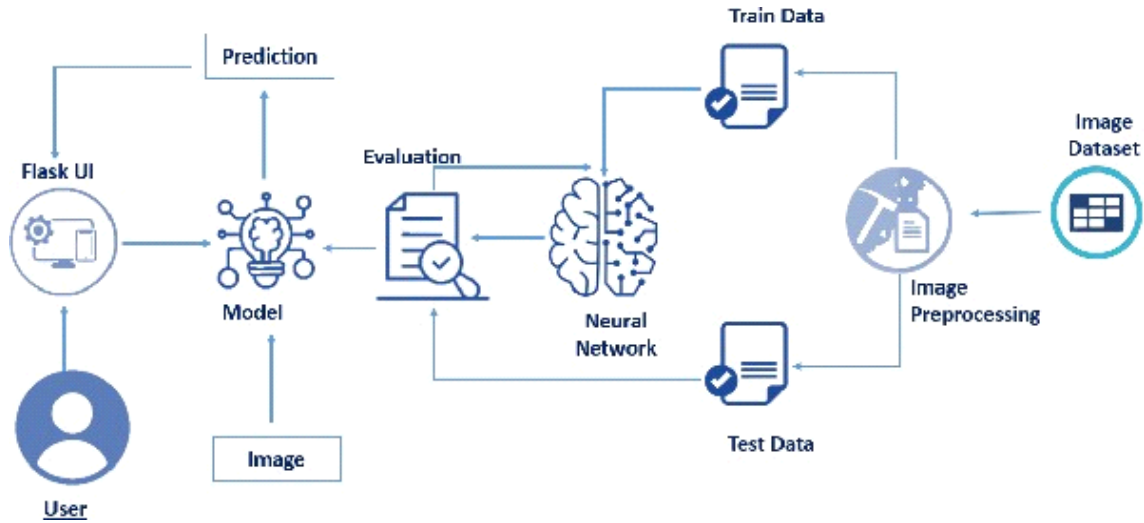 Train Data
Prediction
Image
Dataset
Evaluation
Flask UI
Image
Preprocessing
Model
Neural
Network
Test Data
Image
User